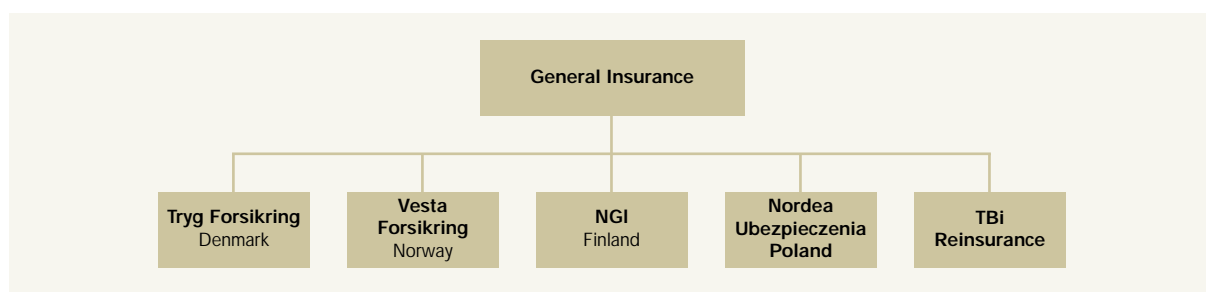 General Insurance
Tryg Forsikring
Denmark
Vesta
Forsikring
Norway
NGI
Finland
Nordea
Ubezpieczenia
Poland
TBi
Reinsurance